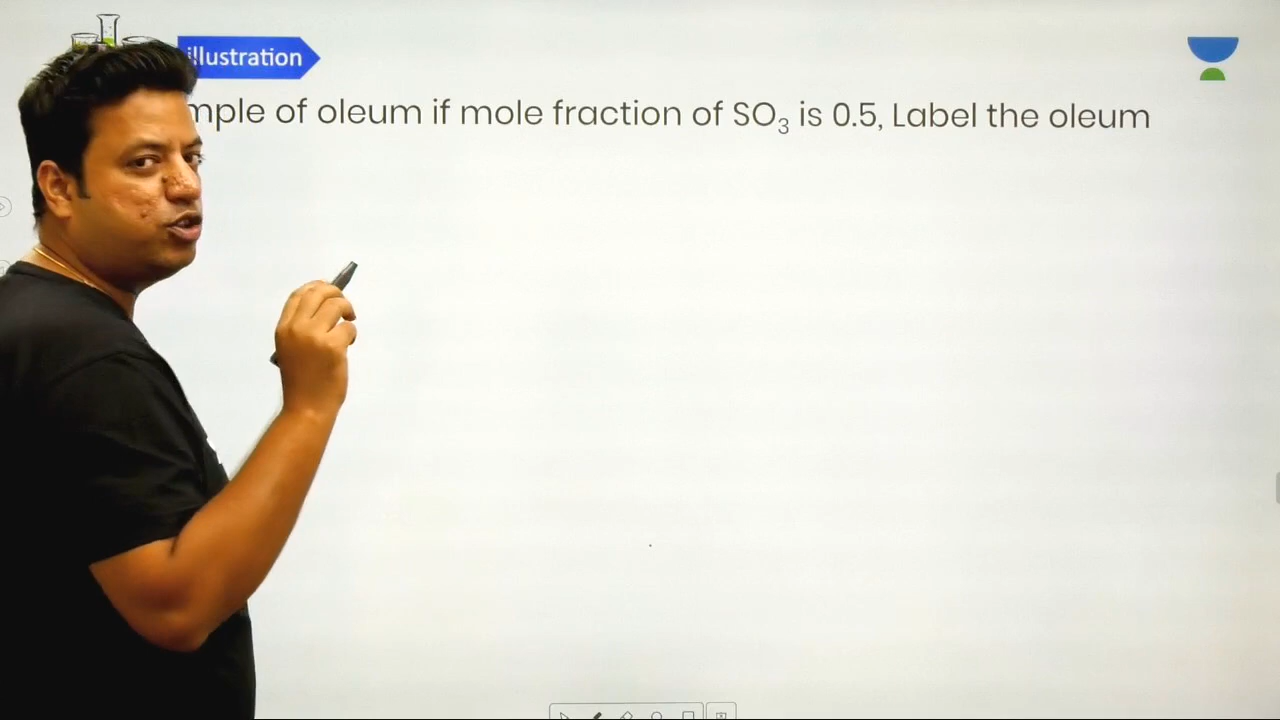 illustration
mple of oleum if mole fraction of SO₃ is 0.5, Label the oleum